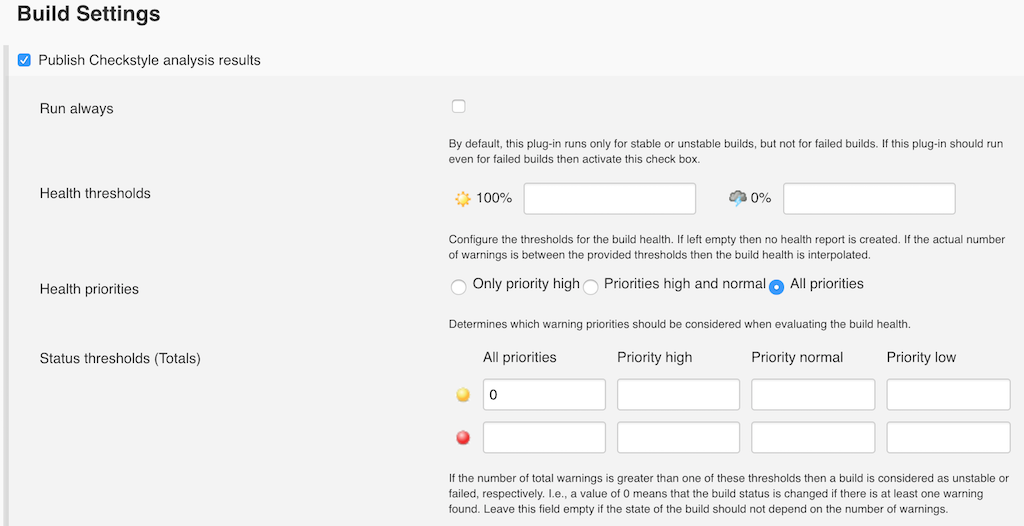 Build Settings
Publish Checkstyle analysis results
Run always
By default, this plug-in runs only for stable or unstable builds, but not for failed builds. If this plug-in should run
even for failed builds then activate this check box.
Health thresholds
100%
0%
Configure the thresholds for the build health. If left empty then no health report is created. If the actual number
of warnings is between the provided thresholds then the build health is interpolated.
Health priorities
Only priority high Priorities high and normal All priorities
Determines which warning priorities should be considered when evaluating the build health.
Status thresholds (Totals)
All priorities Priority high Priority normal Priority low
0
If the number of total warnings is greater than one of these thresholds then a build is considered as unstable or
failed, respectively. I.e., a value of 0 means that the build status is changed if there is at least one warning
found. Leave this field empty if the state of the build should not depend on the number of warnings.